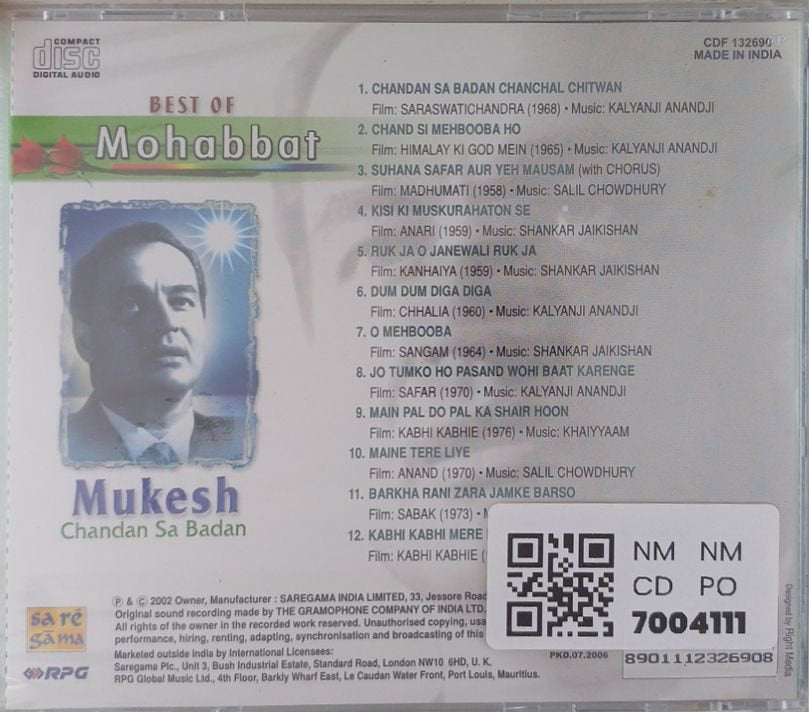 COMPACT
disc
DIGITAL AUDIO
CDF 132690
MADE IN INDIA
BEST OF
Mohabbat
Mukesh
Chandan Sa Badan
1. CHANDAN SA BADAN CHANCHAL CHITWAN
Film: SARASWATICHANDRA (1968) • Music: KALYANJI ANANDJI
2. CHAND SI MEHBOOBA HO
Film: HIMALAY KI GOD MEIN (1965) • Music: KALYANJI ANANDJI
3. SUHANA SAFAR AUR YEH MAUSAM (with CHORUS)
Film: MADHUMATI (1958) • Music: SALIL CHOWDHURY
4. KISI KI MUSKURAHATON SE
Film: ANARI (1959) • Music: SHANKAR JAIKISHAN
5. RUK JA O JANEWALI RUK JA
Film: KANHAIYA (1959) • Music: SHANKAR JAIKISHAN
6. DUM DUM DIGA DIGA
Film: CHHALIA (1960) • Music: KALYANJI ANANDJI
7. O MEHBOOBA
Film: SANGAM (1964) • Music: SHANKAR JAIKISHAN
8. JO TUMKO HO PASAND WOHI BAAT KARENGE
Film: SAFAR (1970) • Music: KALYANJI ANANDJI
9. MAIN PAL DO PAL KA SHAIR HOON
Film: KABHI KABHIE (1976) • Music: KHAIYYAAM
10. MAINE TERE LIYE
Film: ANAND (1970) • Music: SALIL CHOWDHURY
11. BARKHA RANI ZARA JAMKE BARSO
Film: SABAK (1973) •
12. KABHI KABHI MERE
Film: KABHI KABHIE
NM NM
CD PO
7004111
sa rē
gā ma
RPG
Ⓟ & © 2002 Owner, Manufacturer : SAREGAMA INDIA LIMITED, 33, Jessore Road
Original sound recording made by THE GRAMOPHONE COMPANY OF INDIA LTD.
All rights of the owner in the recorded work reserved. Unauthorised copying,
performance, hiring, renting, adapting, synchronisation and broadcasting of this
Marketed outside India by International Licensees:
Saregama Plc., Unit 3, Bush Industrial Estate, Standard Road, London NW10 6HD, U. K.
RPG Global Music Ltd., 4th Floor, Barkly Wharf East, Le Caudan Water Front, Port Louis, Mauritius.
PKD.07.2006
8901112326908
Designed by Right Media